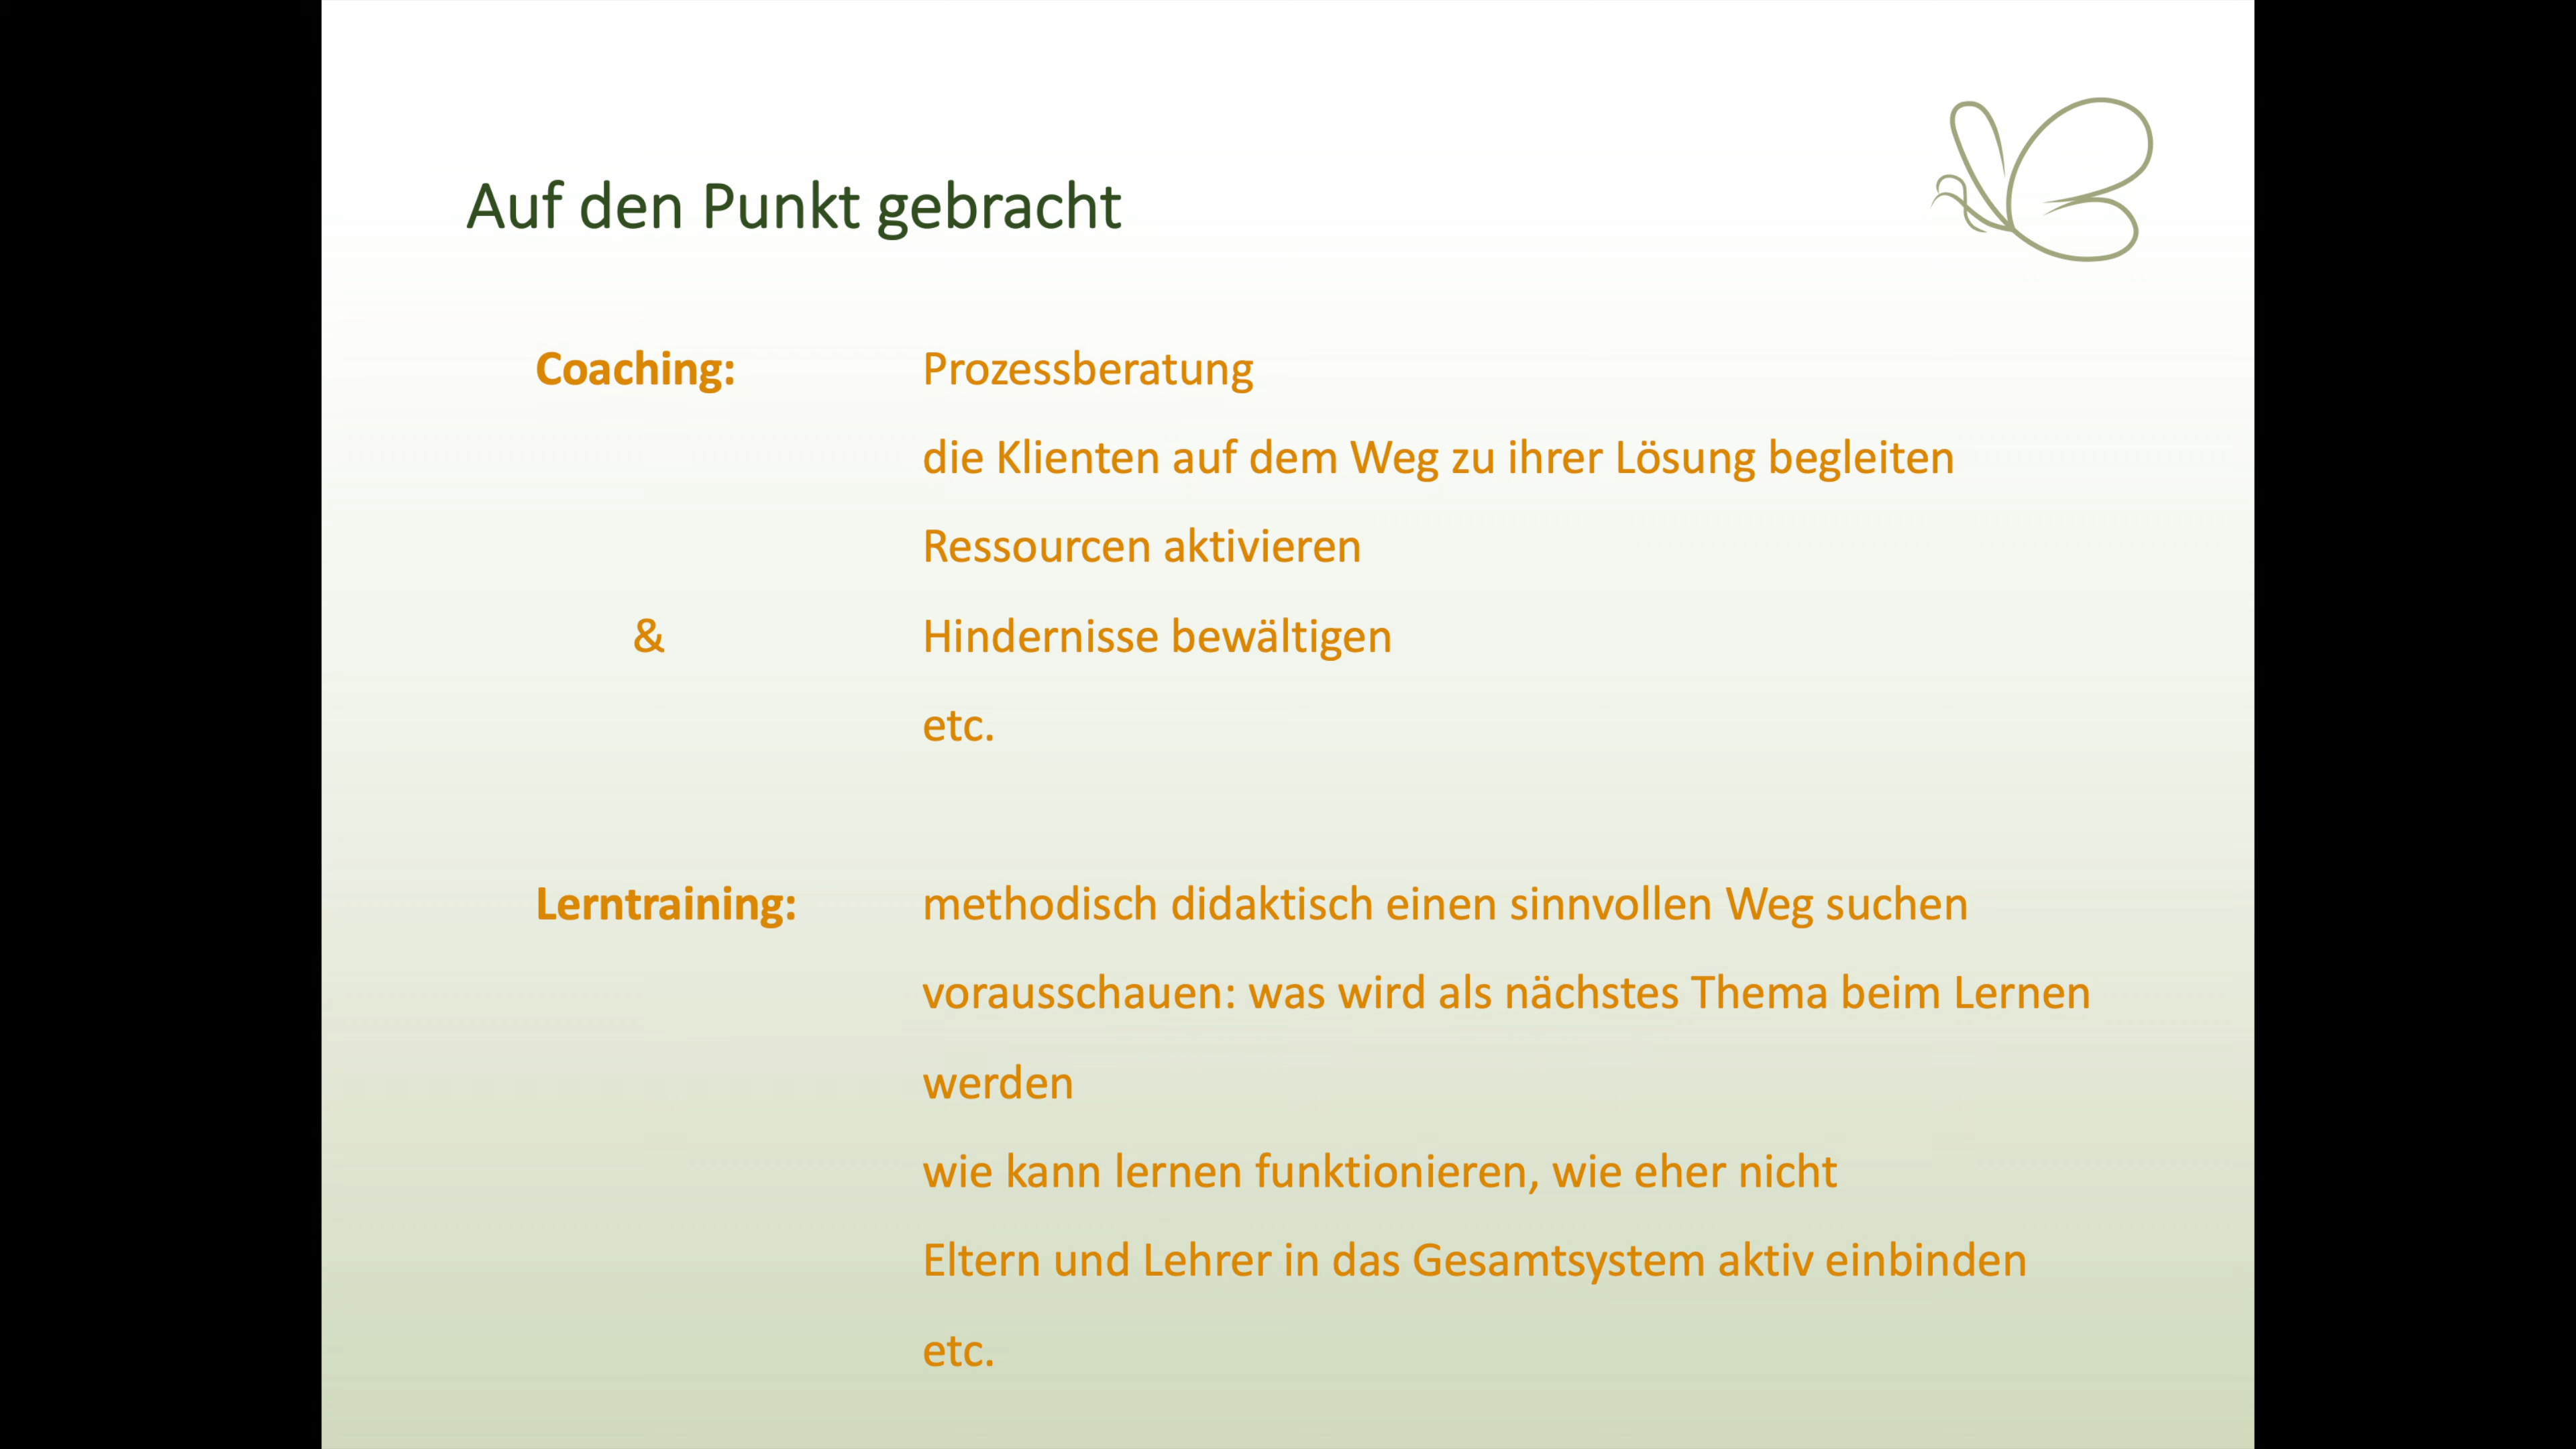 Auf den Punkt gebracht
Coaching: Prozessberatung
die Klienten auf dem Weg zu ihrer Lösung begleiten
Ressourcen aktivieren
& Hindernisse bewältigen
etc.
Lerntraining: methodisch didaktisch einen sinnvollen Weg suchen
vorausschauen: was wird als nächstes Thema beim Lernen
werden
wie kann lernen funktionieren, wie eher nicht
Eltern und Lehrer in das Gesamtsystem aktiv einbinden
etc.